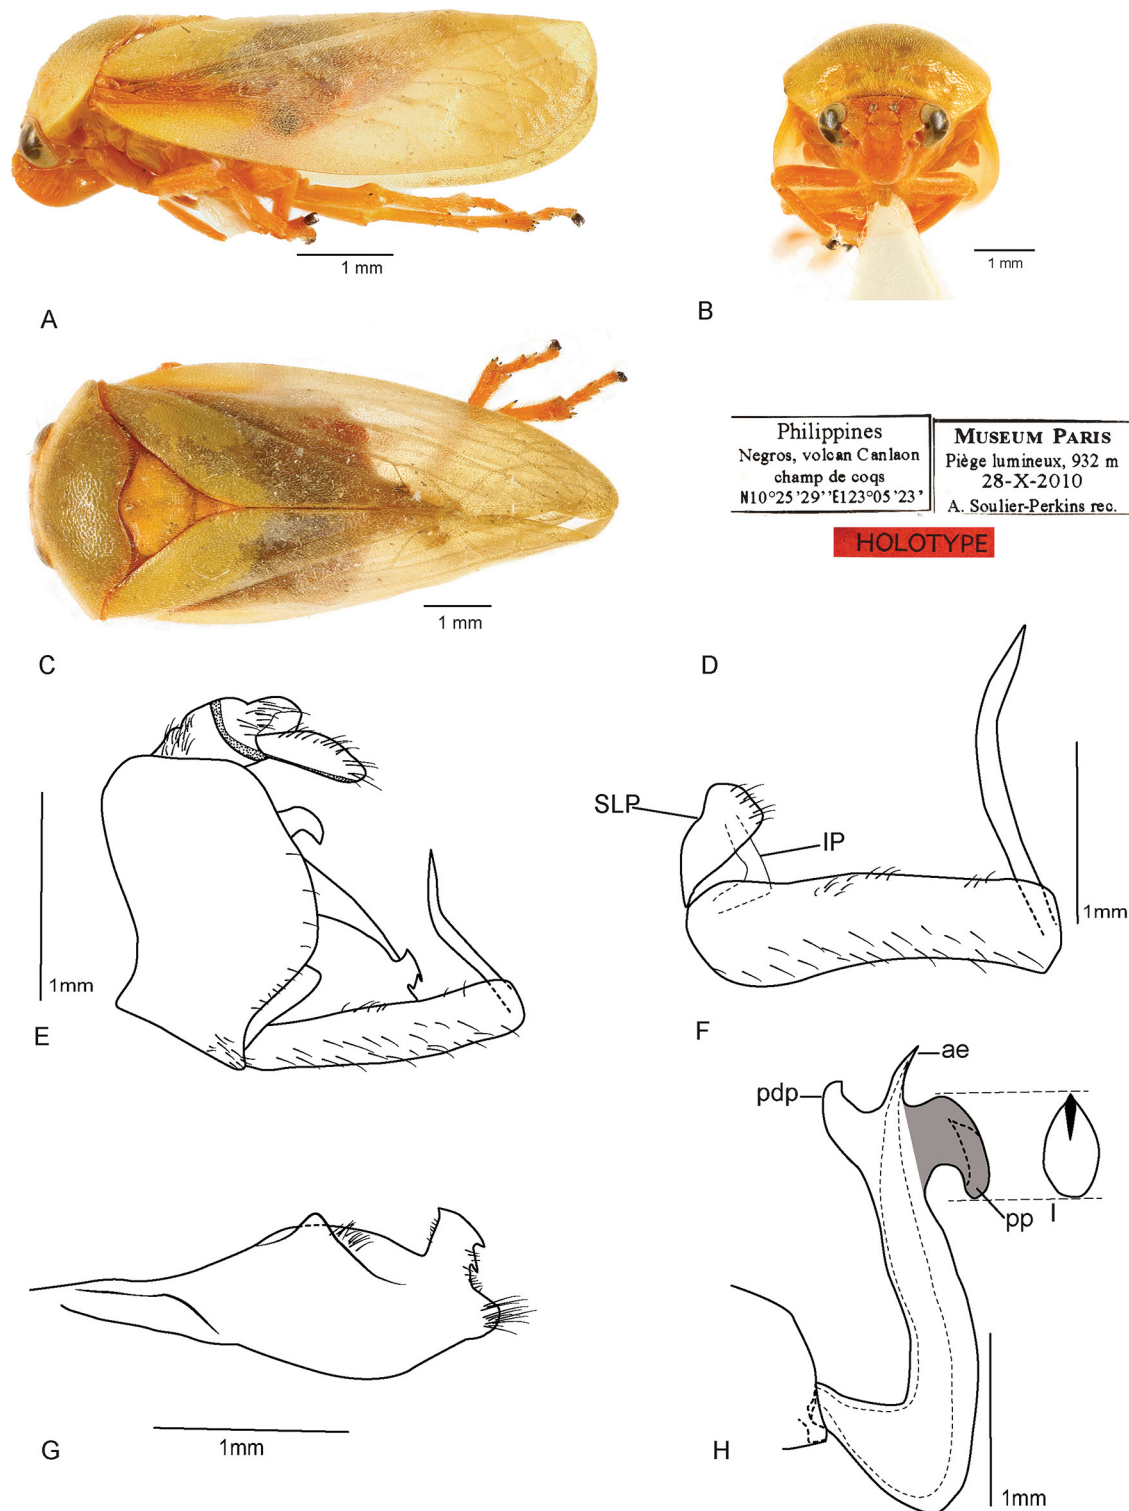 1 mm
1 mm
A
B
1 mm
Philippines
Negros, volcan Canlaon
champ de coqs
N10°25'29’’E123°05'23'
MUSEUM PARIS
Piège lumineux, 932 m
28-X-2010
A. Soulier-Perkins rec.
HOLOTYPE
C
D
SLP
IP
1mm
1mm
E
F
ae
pdp
pp
I
1mm
G
H
1mm